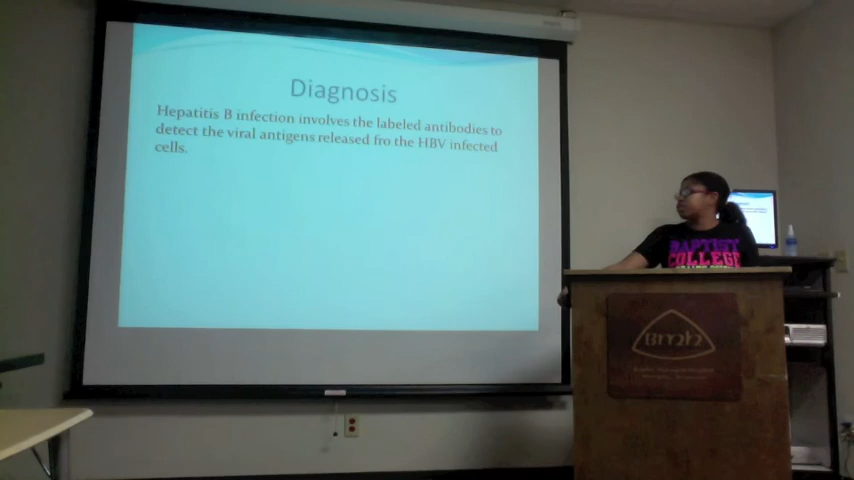 Diagnosis
Hepatitis B infection involves the labeled antibodies to
detect the viral antigens released fro the HBV infected
cells.
BAPTIST
COLLEGE
Bmh